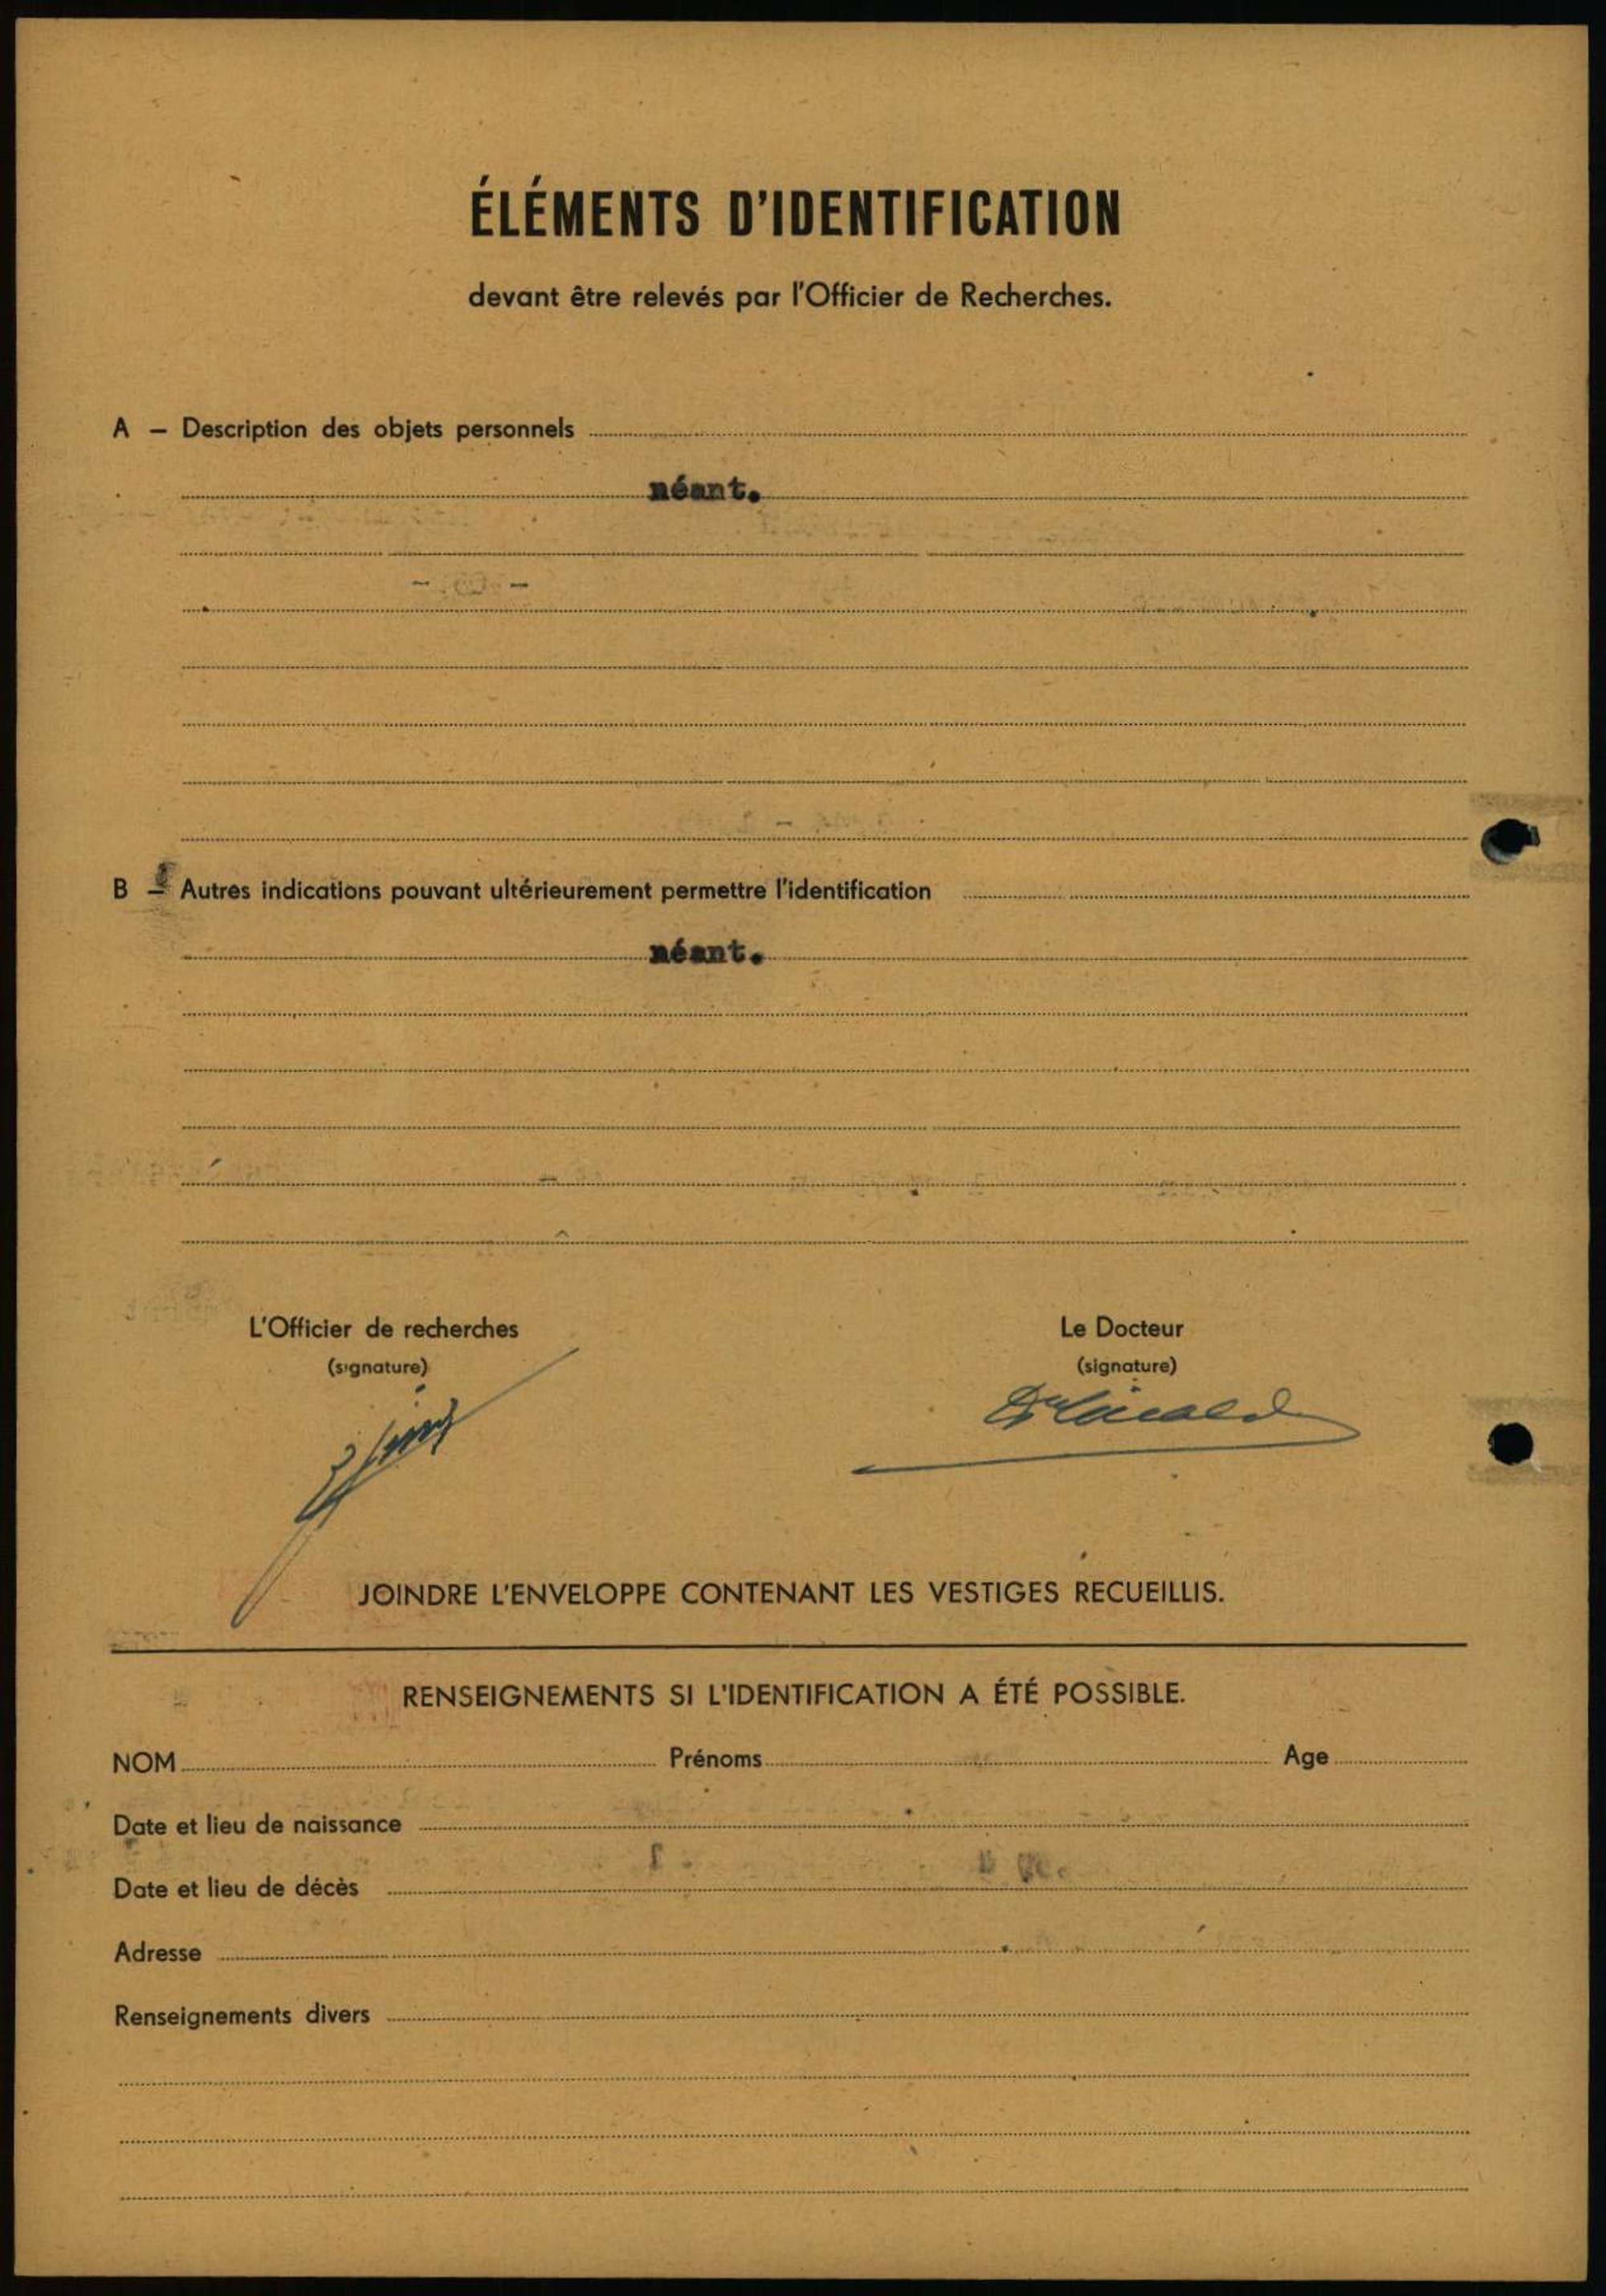 ÉLÉMENTS D'IDENTIFICATION
devant être relevés par l'Officier de Recherches.
A – Description des objets personnels
néant.
B – Autres indications pouvant ultérieurement permettre l'identification
néant.
L'Officier de recherches
(signature)
Le Docteur
(signature)
JOINDRE L'ENVELOPPE CONTENANT LES VESTIGES RECUEILLIS.
RENSEIGNEMENTS SI L'IDENTIFICATION A ÉTÉ POSSIBLE.
NOM Prénoms Age
Date et lieu de naissance
Date et lieu de décès
Adresse
Renseignements divers